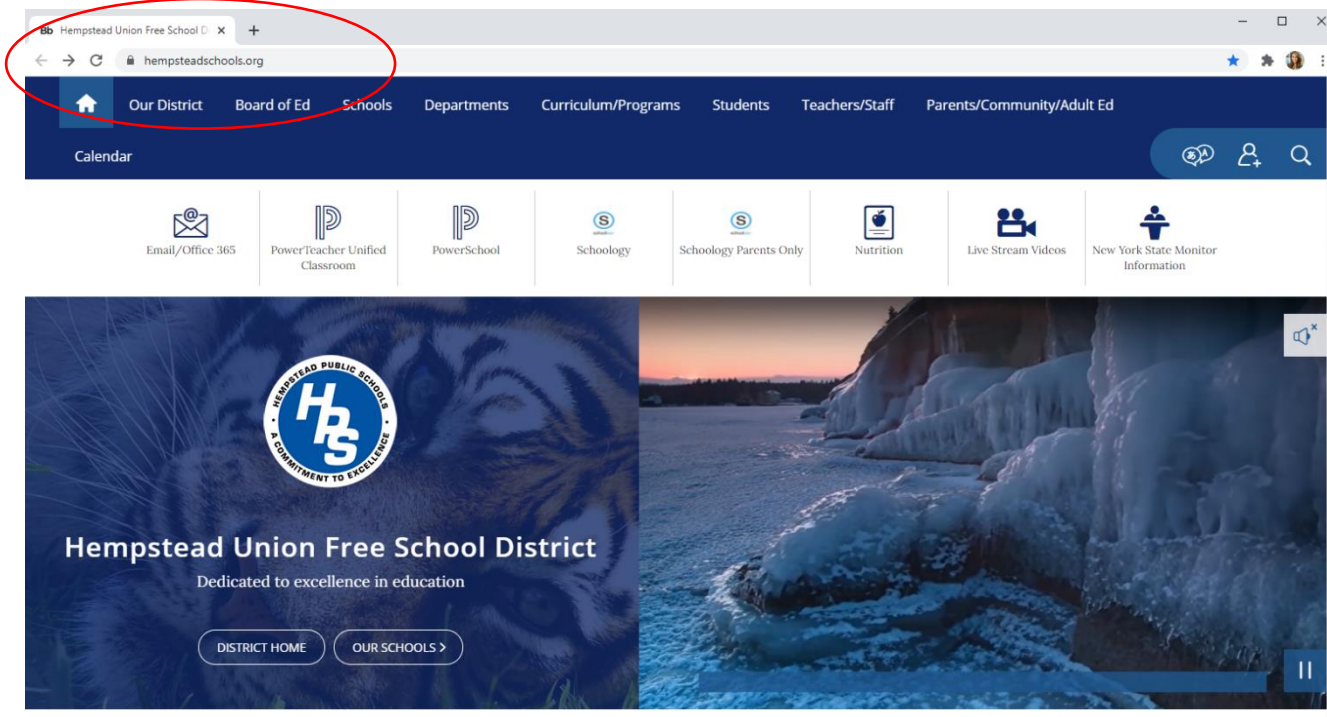 Bb Hempstead Union Free School D
hempsteadschools.org
Our District Board of Ed Schools Departments Curriculum/Programs Students Teachers/Staff Parents/Community/Adult Ed
Calendar
Email/Office 365 PowerTeacher Unified PowerSchool Schoology Schoology Parents Only Nutrition Live Stream Videos New York State Monitor
Classroom Information
HEMPSTEAD PUBLIC SCHOOLS
HPS
A COMMITMENT TO EXCELLENCE
Hempstead Union Free School District
Dedicated to excellence in education
DISTRICT HOME OUR SCHOOLS >